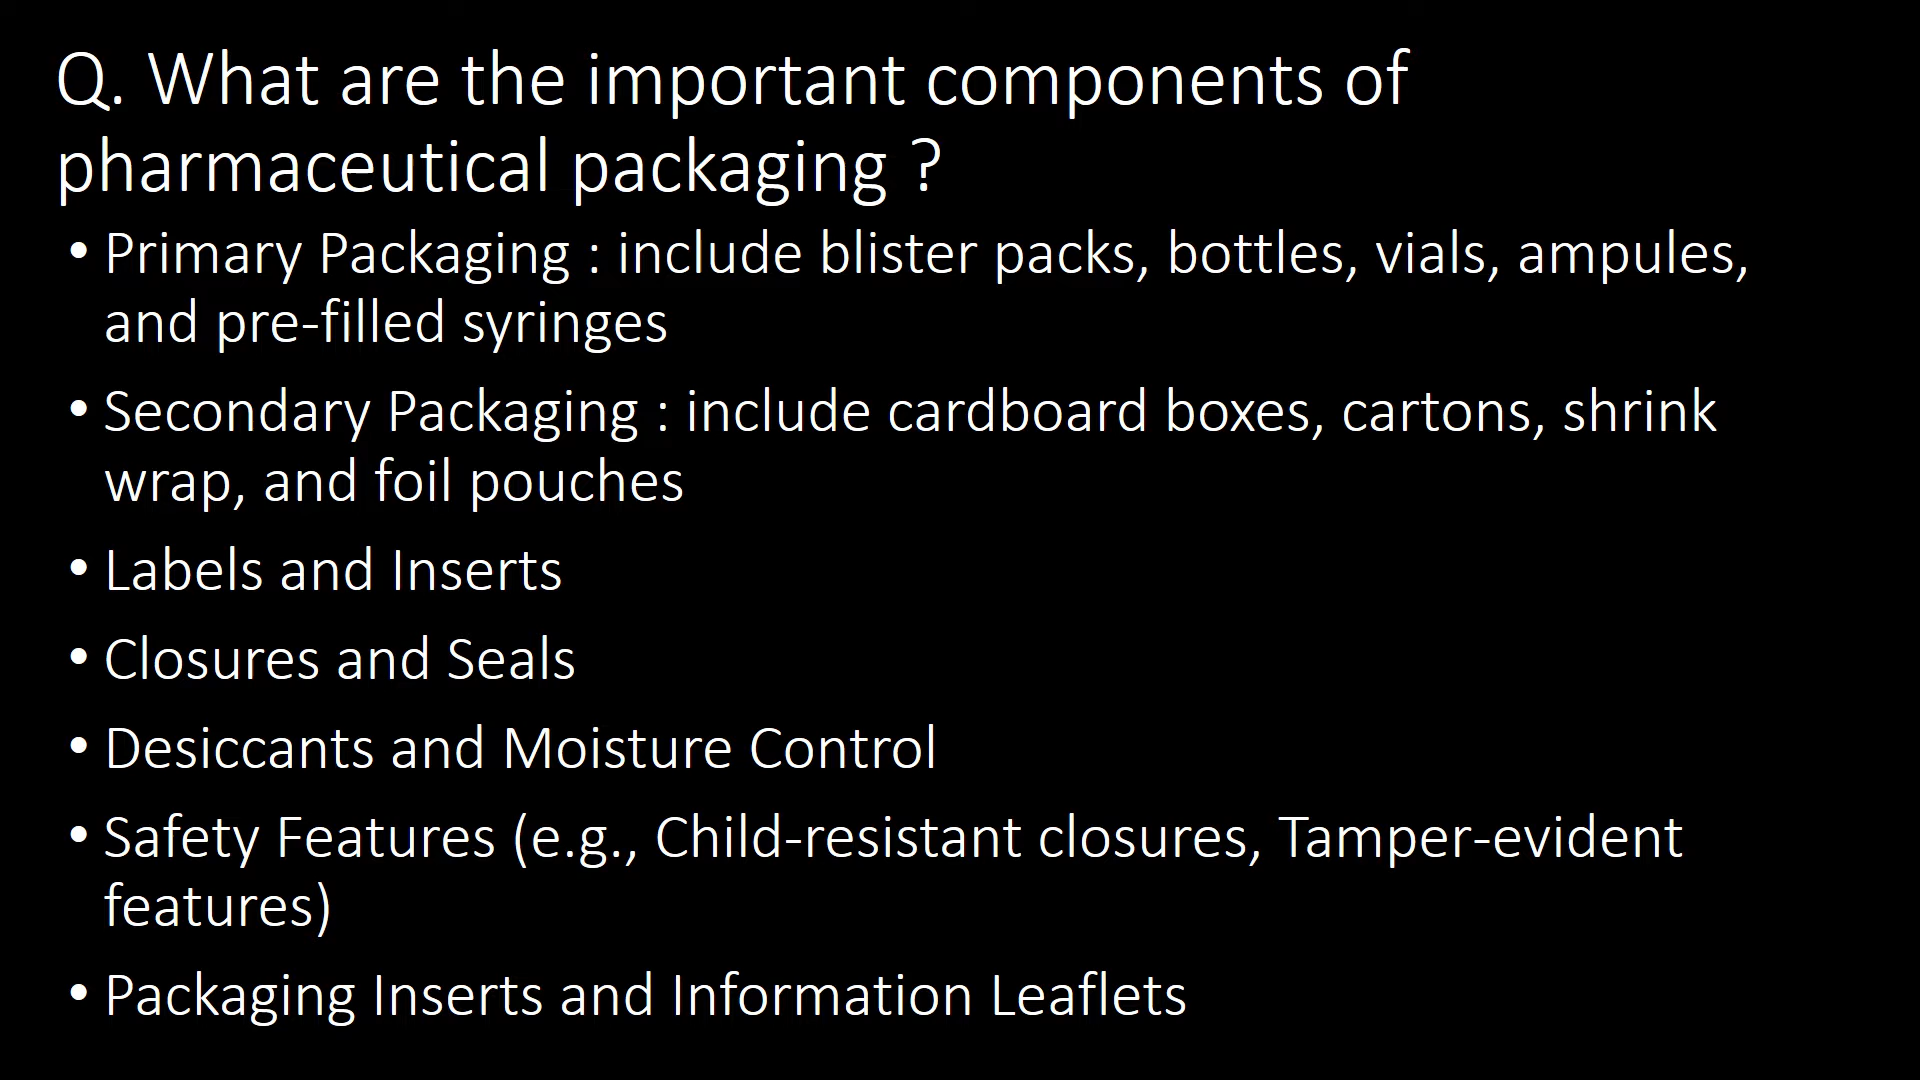 Q. What are the important components of
pharmaceutical packaging ?
• Primary Packaging : include blister packs, bottles, vials, ampules,
and pre-filled syringes
• Secondary Packaging : include cardboard boxes, cartons, shrink
wrap, and foil pouches
• Labels and Inserts
• Closures and Seals
• Desiccants and Moisture Control
• Safety Features (e.g., Child-resistant closures, Tamper-evident
features)
• Packaging Inserts and Information Leaflets